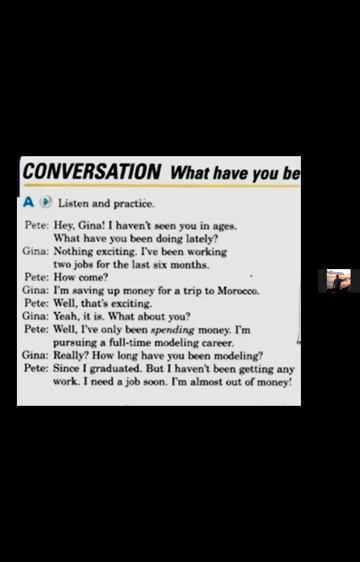 CONVERSATION What have you be
A Listen and practice.
Pete: Hey, Gina! I haven't seen you in ages.
What have you been doing lately?
Gina: Nothing exciting. I've been working
two jobs for the last six months.
Pete: How come?
Gina: I'm saving up money for a trip to Morocco.
Pete: Well, that's exciting.
Gina: Yeah, it is. What about you?
Pete: Well, I've only been spending money. I'm
pursuing a full-time modeling career.
Gina: Really? How long have you been modeling?
Pete: Since I graduated. But I haven't been getting any
work. I need a job soon. I'm almost out of money!